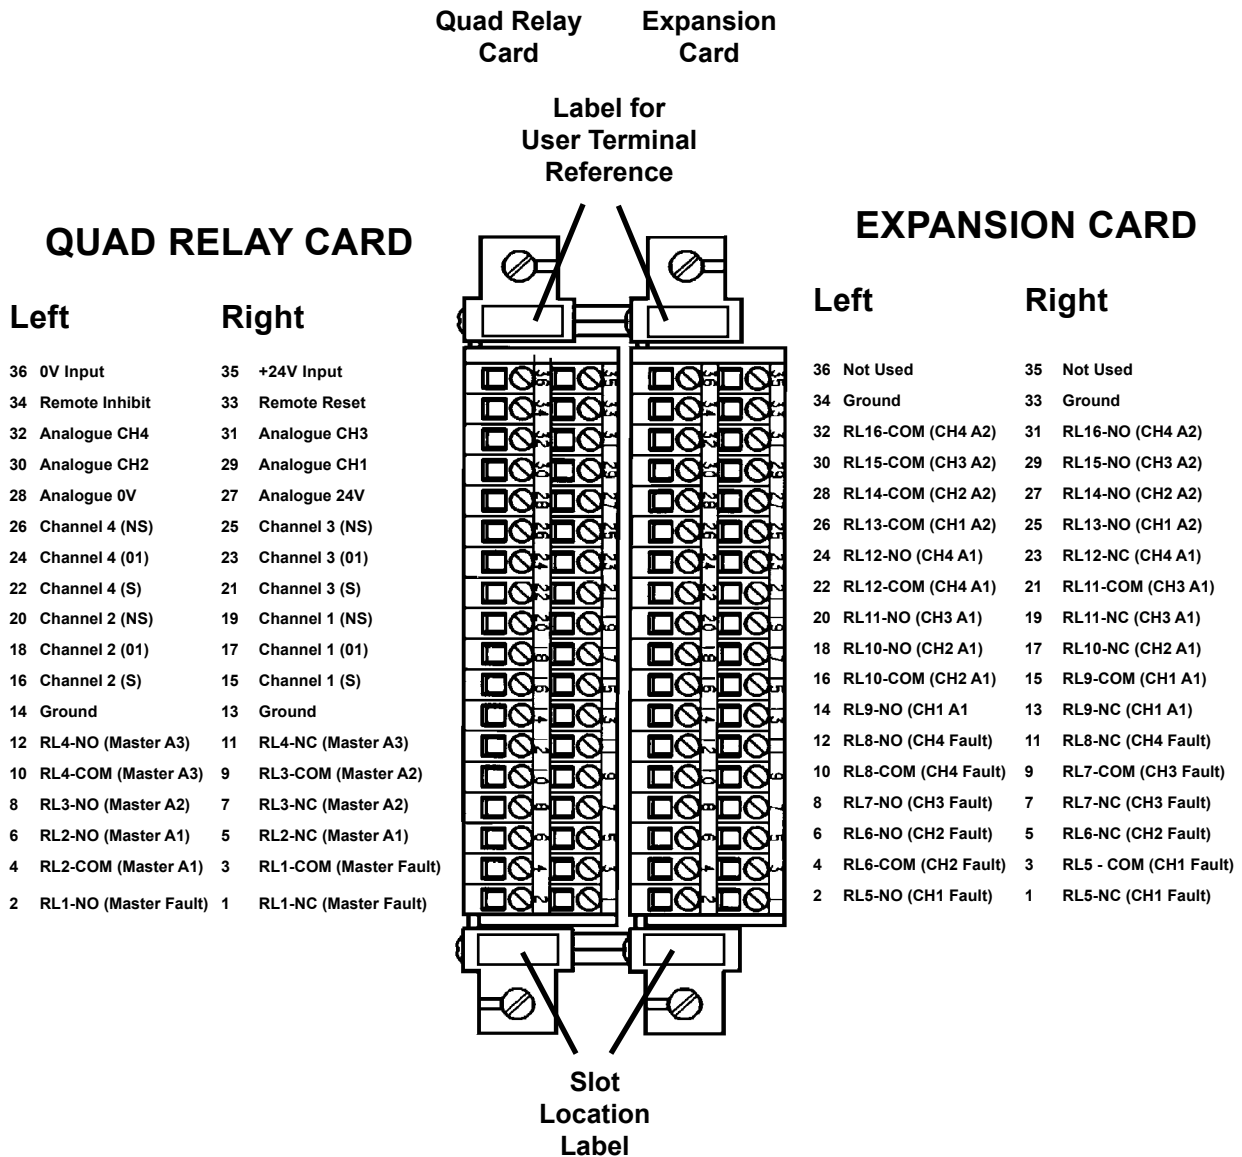 Quad Relay Card
Expansion Card
Label for
User Terminal
Reference
QUAD RELAY CARD
Left Right
36 0V Input 35 +24V Input
34 Remote Inhibit 33 Remote Reset
32 Analogue CH4 31 Analogue CH3
30 Analogue CH2 29 Analogue CH1
28 Analogue 0V 27 Analogue 24V
26 Channel 4 (NS) 25 Channel 3 (NS)
24 Channel 4 (01) 23 Channel 3 (01)
22 Channel 4 (S) 21 Channel 3 (S)
20 Channel 2 (NS) 19 Channel 1 (NS)
18 Channel 2 (01) 17 Channel 1 (01)
16 Channel 2 (S) 15 Channel 1 (S)
14 Ground 13 Ground
12 RL4-NO (Master A3) 11 RL4-NC (Master A3)
10 RL4-COM (Master A3) 9 RL3-COM (Master A2)
8 RL3-NO (Master A2) 7 RL3-NC (Master A2)
6 RL2-NO (Master A1) 5 RL2-NC (Master A1)
4 RL2-COM (Master A1) 3 RL1-COM (Master Fault)
2 RL1-NO (Master Fault) 1 RL1-NC (Master Fault)
EXPANSION CARD
Left Right
36 Not Used 35 Not Used
34 Ground 33 Ground
32 RL16-COM (CH4 A2) 31 RL16-NO (CH4 A2)
30 RL15-COM (CH3 A2) 29 RL15-NO (CH3 A2)
28 RL14-COM (CH2 A2) 27 RL14-NO (CH2 A2)
26 RL13-COM (CH1 A2) 25 RL13-NO (CH1 A2)
24 RL12-NO (CH4 A1) 23 RL12-NC (CH4 A1)
22 RL12-COM (CH4 A1) 21 RL11-COM (CH3 A1)
20 RL11-NO (CH3 A1) 19 RL11-NC (CH3 A1)
18 RL10-NO (CH2 A1) 17 RL10-NC (CH2 A1)
16 RL10-COM (CH2 A1) 15 RL9-COM (CH1 A1)
14 RL9-NO (CH1 A1 13 RL9-NC (CH1 A1)
12 RL8-NO (CH4 Fault) 11 RL8-NC (CH4 Fault)
10 RL8-COM (CH4 Fault) 9 RL7-COM (CH3 Fault)
8 RL7-NO (CH3 Fault) 7 RL7-NC (CH3 Fault)
6 RL6-NO (CH2 Fault) 5 RL6-NC (CH2 Fault)
4 RL6-COM (CH2 Fault) 3 RL5 - COM (CH1 Fault)
2 RL5-NO (CH1 Fault) 1 RL5-NC (CH1 Fault)
Slot
Location
Label